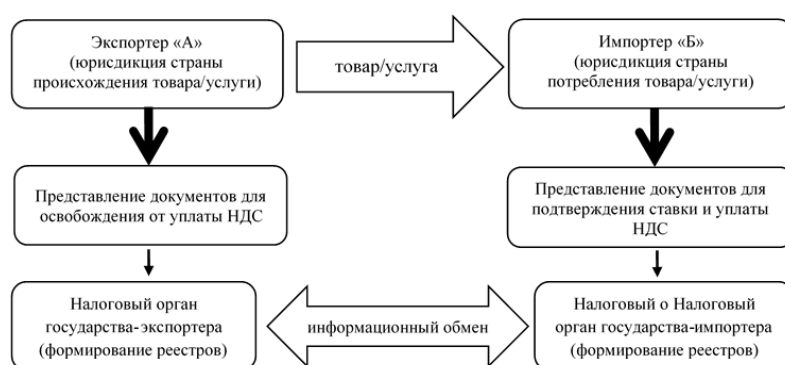 Экспортер «А»
(юрисдикция страны
происхождения товара/услуги)
товар/услуга
Импортер «Б»
(юрисдикция страны
потребления товара/услуги)
Представление документов для
освобождения от уплаты НДС
Представление документов для
подтверждения ставки и уплаты
НДС
Налоговый орган
государства-экспортера
(формирование реестров)
информационный обмен
Налоговый о Налоговый
орган государства-импортера
(формирование реестров)